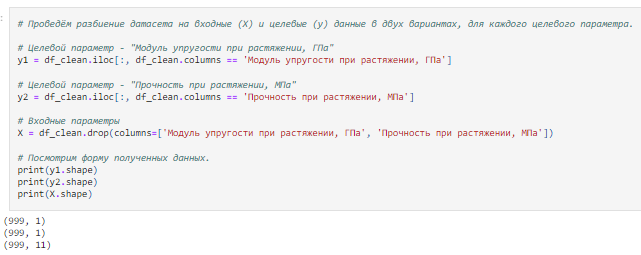 :
# Проведём разбиение датасета на входные (X) и целевые (y) данные в двух вариантах, для каждого целевого параметра.
# Целевой параметр - "Модуль упругости при растяжении, ГПа"
y1 = df_clean.iloc[:, df_clean.columns == 'Модуль упругости при растяжении, ГПа']
# Целевой параметр - "Прочность при растяжении, МПа"
y2 = df_clean.iloc[:, df_clean.columns == 'Прочность при растяжении, МПа']
# Входные параметры
X = df_clean.drop(columns=['Модуль упругости при растяжении, ГПа', 'Прочность при растяжении, МПа'])
# Посмотрим форму полученных данных.
print(y1.shape)
print(y2.shape)
print(X.shape)
(999, 1)
(999, 1)
(999, 11)